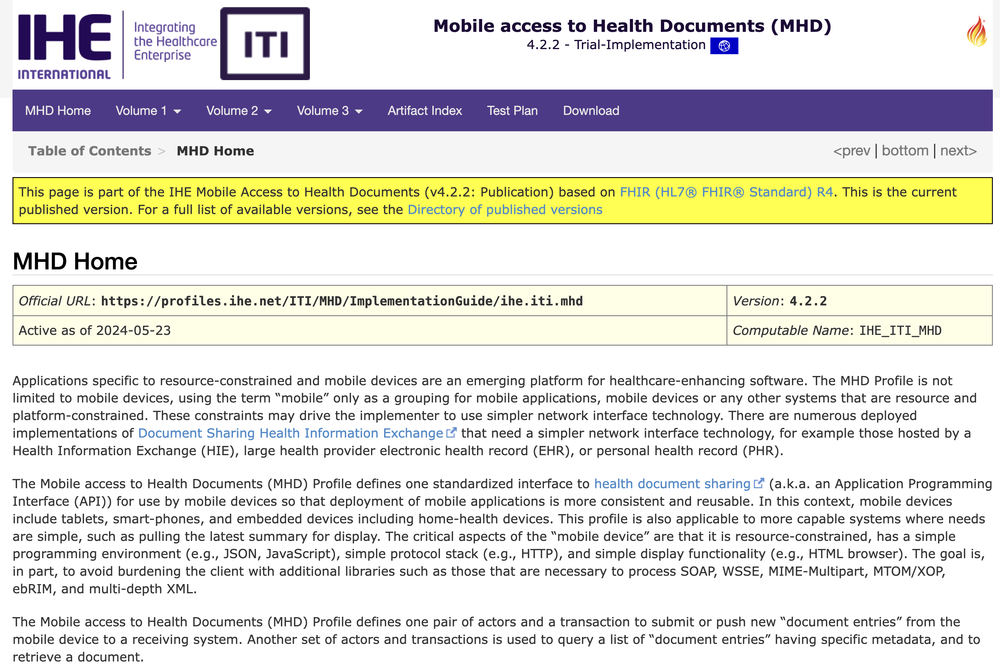 IHE
INTERNATIONAL
Integrating
the Healthcare
Enterprise
ITI
Mobile access to Health Documents (MHD)
4.2.2 - Trial-Implementation
MHD Home Volume 1 Volume 2 Volume 3 Artifact Index Test Plan Download
Table of Contents > MHD Home
<prev | bottom | next>
This page is part of the IHE Mobile Access to Health Documents (v4.2.2: Publication) based on FHIR (HL7® FHIR® Standard) R4. This is the current
published version. For a full list of available versions, see the Directory of published versions
MHD Home
Official URL: https://profiles.ihe.net/ITI/MHD/ImplementationGuide/ihe.iti.mhd Version: 4.2.2
Active as of 2024-05-23 Computable Name: IHE_ITI_MHD
Applications specific to resource-constrained and mobile devices are an emerging platform for healthcare-enhancing software. The MHD Profile is not
limited to mobile devices, using the term “mobile” only as a grouping for mobile applications, mobile devices or any other systems that are resource and
platform-constrained. These constraints may drive the implementer to use simpler network interface technology. There are numerous deployed
implementations of Document Sharing Health Information Exchange that need a simpler network interface technology, for example those hosted by a
Health Information Exchange (HIE), large health provider electronic health record (EHR), or personal health record (PHR).
The Mobile access to Health Documents (MHD) Profile defines one standardized interface to health document sharing (a.k.a. an Application Programming
Interface (API)) for use by mobile devices so that deployment of mobile applications is more consistent and reusable. In this context, mobile devices
include tablets, smart-phones, and embedded devices including home-health devices. This profile is also applicable to more capable systems where needs
are simple, such as pulling the latest summary for display. The critical aspects of the “mobile device” are that it is resource-constrained, has a simple
programming environment (e.g., JSON, JavaScript), simple protocol stack (e.g., HTTP), and simple display functionality (e.g., HTML browser). The goal is,
in part, to avoid burdening the client with additional libraries such as those that are necessary to process SOAP, WSSE, MIME-Multipart, MTOM/XOP,
ebRIM, and multi-depth XML.
The Mobile access to Health Documents (MHD) Profile defines one pair of actors and a transaction to submit or push new “document entries” from the
mobile device to a receiving system. Another set of actors and transactions is used to query a list of “document entries” having specific metadata, and to
retrieve a document.